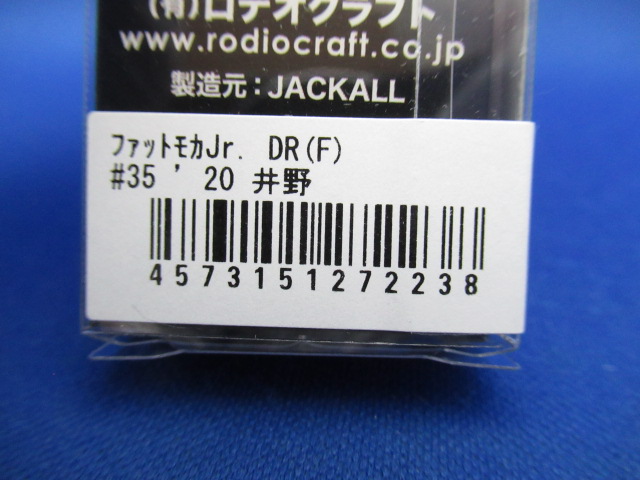 (有)ロデオクラフト
www.rodiocraft.co.jp
製造元：JACKALL
ﾌｧｯﾄﾓｶJr. DR(F)
#35 ' 20 井野
4573151272238